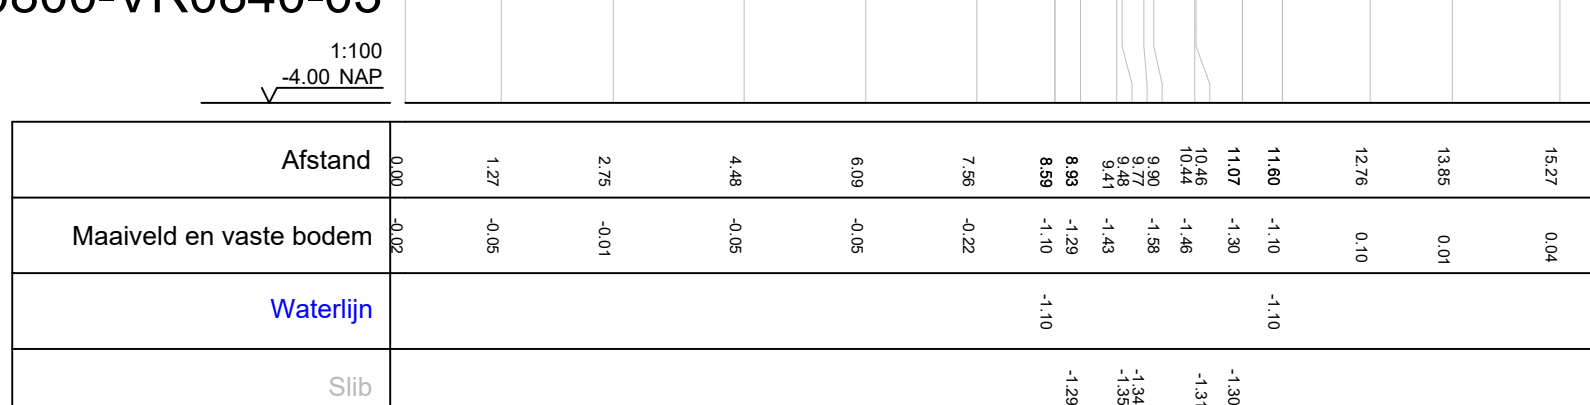 1:100
-4.00 NAP
Afstand 0.00 1.27 2.75 4.48 6.09 7.56 8.59 8.93 9.41 9.48 9.77 9.90 10.44 10.46 11.07 11.60 12.76 13.85 15.27
Maaiveld en vaste bodem -0.02 -0.05 -0.01 -0.05 -0.05 -0.22 -1.10 -1.29 -1.43 -1.58 -1.46 -1.30 -1.10 0.10 0.01 0.04
Waterlijn -1.10 -1.10
Slib -1.29 -1.35 -1.34 -1.31 -1.30